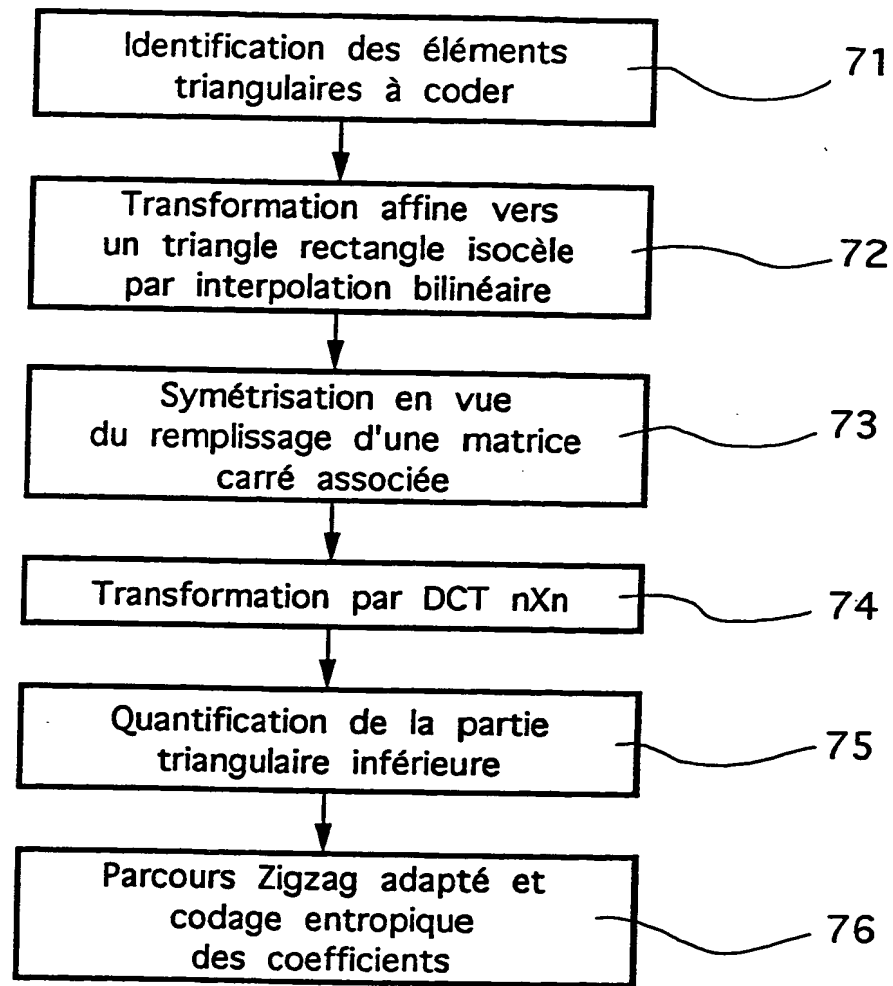 Identification des éléments
triangulaires à coder
71
Transformation affine vers
un triangle rectangle isocèle
par interpolation bilinéaire
72
Symétrisation en vue
du remplissage d'une matrice
carré associée
73
Transformation par DCT nXn
74
Quantification de la partie
triangulaire inférieure
75
Parcours Zigzag adapté et
codage entropique
des coefficients
76